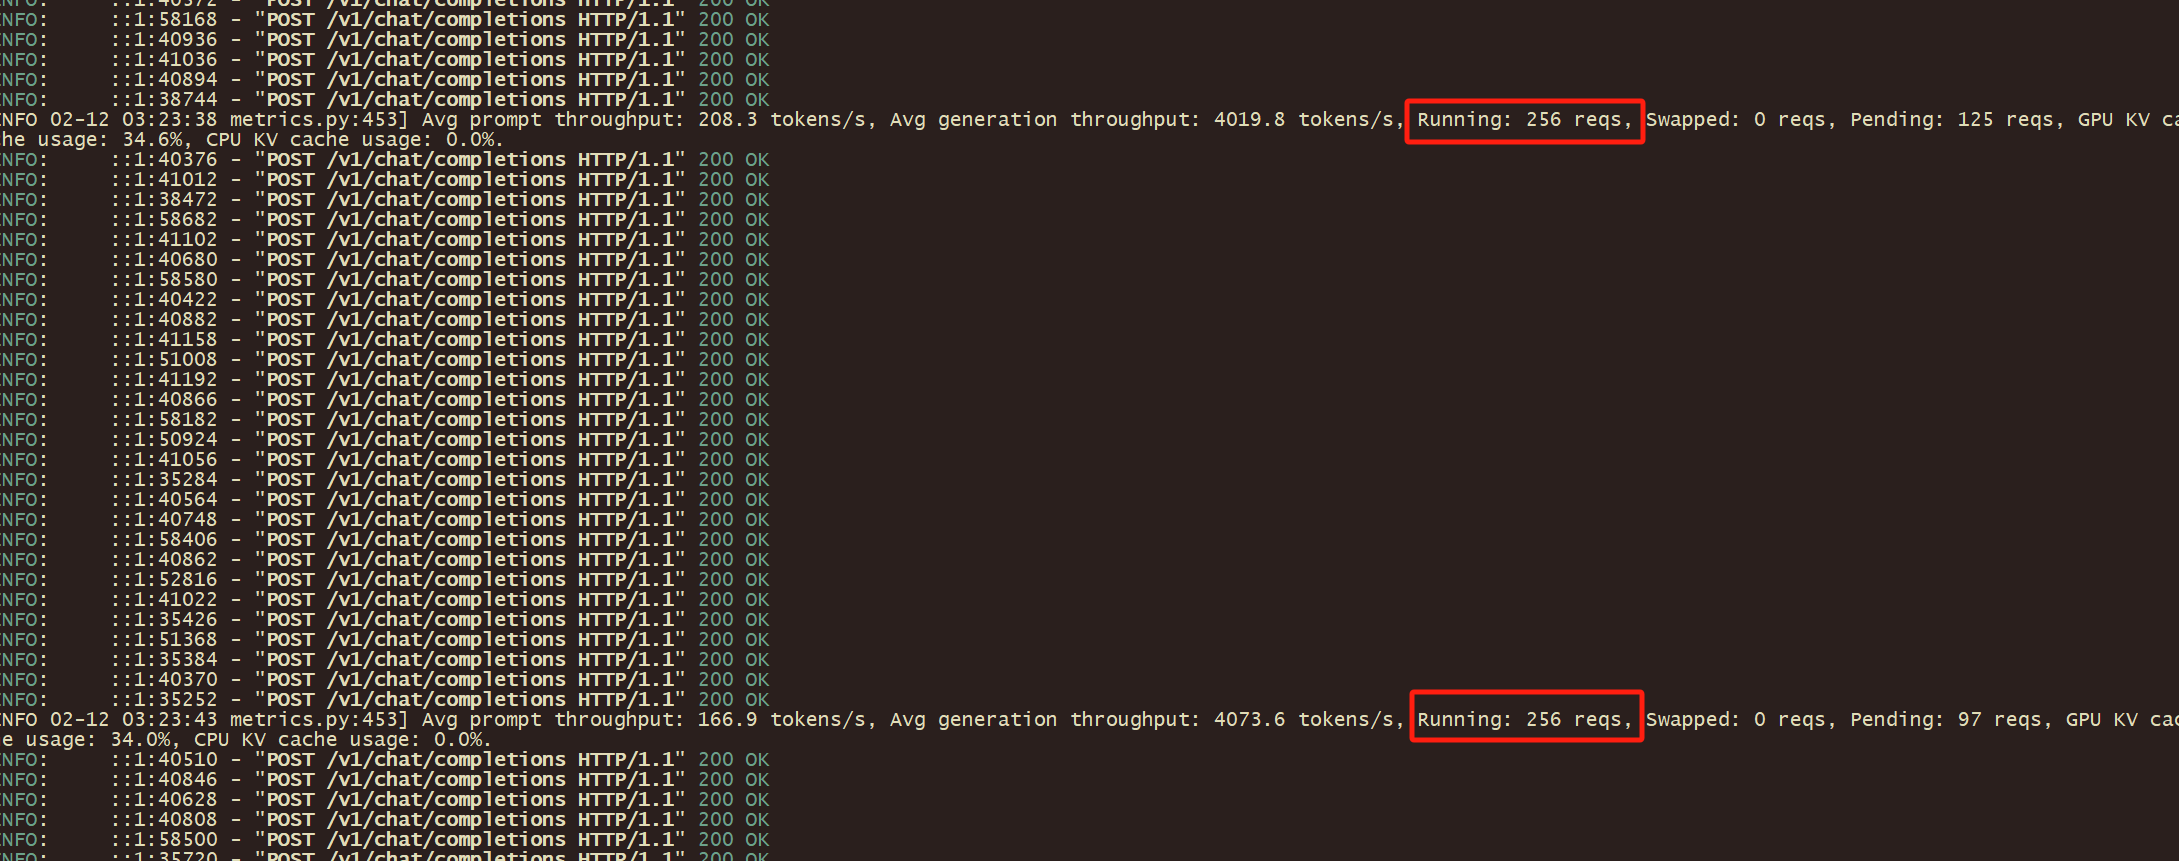 NFO:     ::1:40372 - "POST /v1/chat/completions HTTP/1.1" 200 OK
NFO:     ::1:58168 - "POST /v1/chat/completions HTTP/1.1" 200 OK
NFO:     ::1:40936 - "POST /v1/chat/completions HTTP/1.1" 200 OK
NFO:     ::1:41036 - "POST /v1/chat/completions HTTP/1.1" 200 OK
NFO:     ::1:40894 - "POST /v1/chat/completions HTTP/1.1" 200 OK
NFO:     ::1:38744 - "POST /v1/chat/completions HTTP/1.1" 200 OK
NFO 02-12 03:23:38 metrics.py:453] Avg prompt throughput: 208.3 tokens/s, Avg generation throughput: 4019.8 tokens/s, Running: 256 reqs, Swapped: 0 reqs, Pending: 125 reqs, GPU KV ca
he usage: 34.6%, CPU KV cache usage: 0.0%.
NFO:     ::1:40376 - "POST /v1/chat/completions HTTP/1.1" 200 OK
NFO:     ::1:41012 - "POST /v1/chat/completions HTTP/1.1" 200 OK
NFO:     ::1:38472 - "POST /v1/chat/completions HTTP/1.1" 200 OK
NFO:     ::1:58682 - "POST /v1/chat/completions HTTP/1.1" 200 OK
NFO:     ::1:41102 - "POST /v1/chat/completions HTTP/1.1" 200 OK
NFO:     ::1:40680 - "POST /v1/chat/completions HTTP/1.1" 200 OK
NFO:     ::1:58580 - "POST /v1/chat/completions HTTP/1.1" 200 OK
NFO:     ::1:40422 - "POST /v1/chat/completions HTTP/1.1" 200 OK
NFO:     ::1:40882 - "POST /v1/chat/completions HTTP/1.1" 200 OK
NFO:     ::1:41158 - "POST /v1/chat/completions HTTP/1.1" 200 OK
NFO:     ::1:51008 - "POST /v1/chat/completions HTTP/1.1" 200 OK
NFO:     ::1:41192 - "POST /v1/chat/completions HTTP/1.1" 200 OK
NFO:     ::1:40866 - "POST /v1/chat/completions HTTP/1.1" 200 OK
NFO:     ::1:58182 - "POST /v1/chat/completions HTTP/1.1" 200 OK
NFO:     ::1:50924 - "POST /v1/chat/completions HTTP/1.1" 200 OK
NFO:     ::1:41056 - "POST /v1/chat/completions HTTP/1.1" 200 OK
NFO:     ::1:35284 - "POST /v1/chat/completions HTTP/1.1" 200 OK
NFO:     ::1:40564 - "POST /v1/chat/completions HTTP/1.1" 200 OK
NFO:     ::1:40748 - "POST /v1/chat/completions HTTP/1.1" 200 OK
NFO:     ::1:58406 - "POST /v1/chat/completions HTTP/1.1" 200 OK
NFO:     ::1:40862 - "POST /v1/chat/completions HTTP/1.1" 200 OK
NFO:     ::1:52816 - "POST /v1/chat/completions HTTP/1.1" 200 OK
NFO:     ::1:41022 - "POST /v1/chat/completions HTTP/1.1" 200 OK
NFO:     ::1:35426 - "POST /v1/chat/completions HTTP/1.1" 200 OK
NFO:     ::1:51368 - "POST /v1/chat/completions HTTP/1.1" 200 OK
NFO:     ::1:35384 - "POST /v1/chat/completions HTTP/1.1" 200 OK
NFO:     ::1:40370 - "POST /v1/chat/completions HTTP/1.1" 200 OK
NFO:     ::1:35252 - "POST /v1/chat/completions HTTP/1.1" 200 OK
NFO 02-12 03:23:43 metrics.py:453] Avg prompt throughput: 166.9 tokens/s, Avg generation throughput: 4073.6 tokens/s, Running: 256 reqs, Swapped: 0 reqs, Pending: 97 reqs, GPU KV cac
e usage: 34.0%, CPU KV cache usage: 0.0%.
NFO:     ::1:40510 - "POST /v1/chat/completions HTTP/1.1" 200 OK
NFO:     ::1:40846 - "POST /v1/chat/completions HTTP/1.1" 200 OK
NFO:     ::1:40628 - "POST /v1/chat/completions HTTP/1.1" 200 OK
NFO:     ::1:40808 - "POST /v1/chat/completions HTTP/1.1" 200 OK
NFO:     ::1:58500 - "POST /v1/chat/completions HTTP/1.1" 200 OK
NFO:     ::1:35720 - "POST /v1/chat/completions HTTP/1.1" 200 OK